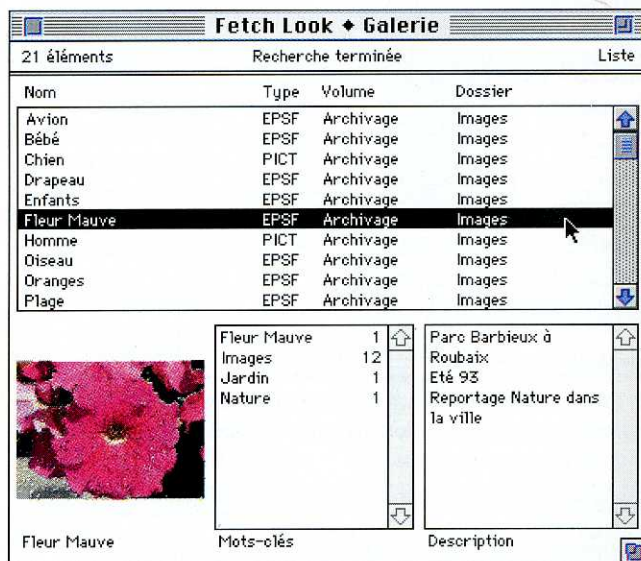 Fetch Look ♦ Galerie
21 éléments Recherche terminée Liste
Nom Type Volume Dossier
Avion EPSF Archivage Images
Bébé EPSF Archivage Images
Chien PICT Archivage Images
Drapeau EPSF Archivage Images
Enfants EPSF Archivage Images
Fleur Mauve EPSF Archivage Images
Homme PICT Archivage Images
Oiseau EPSF Archivage Images
Oranges EPSF Archivage Images
Plage EPSF Archivage Images
Fleur Mauve 1
Images 12
Jardin 1
Nature 1
Parc Barbieux à
Roubaix
Eté 93
Reportage Nature dans
la ville
Fleur Mauve Mots-clés Description